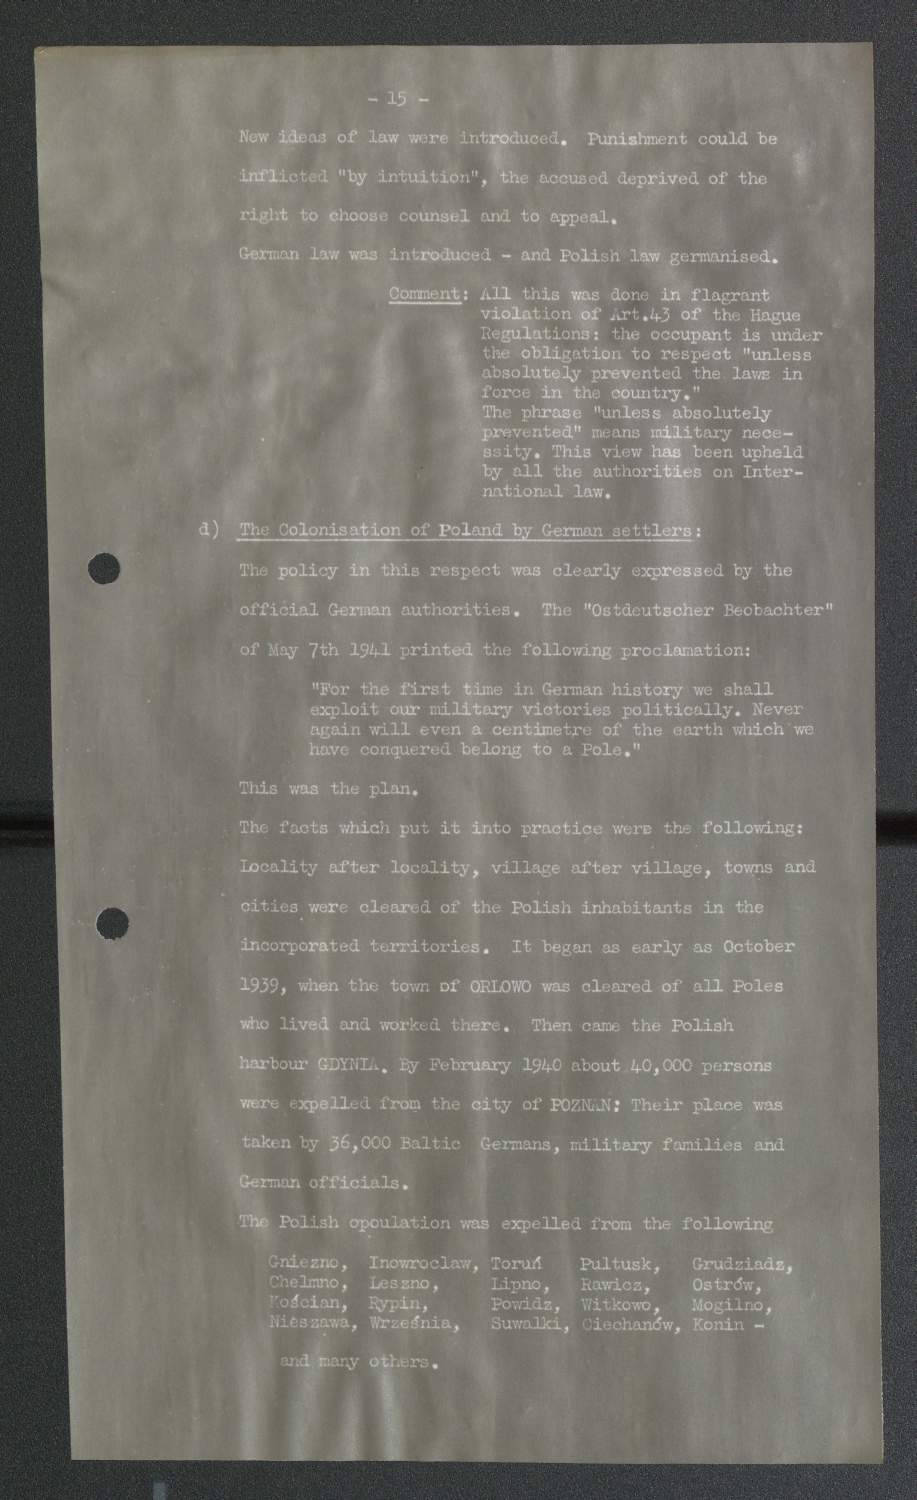 - 15 -
New ideas of law were introduced. Punishment could be
inflicted "by intuition", the accused deprived of the
right to choose counsel and to appeal.
German law was introduced - and Polish law germanised.
Comment: All this was done in flagrant
violation of Art.43 of the Hague
Regulations: the occupant is under
the obligation to respect "unless
absolutely prevented the laws in
force in the country."
The phrase "unless absolutely
prevented" means military nece-
ssity. This view has been upheld
by all the authorities on Inter-
national law.
d) The Colonisation of Poland by German settlers:
The policy in this respect was clearly expressed by the
official German authorities. The "Ostdeutscher Beobachter"
of May 7th 1941 printed the following proclamation:
"For the first time in German history we shall
exploit our military victories politically. Never
again will even a centimetre of the earth which we
have conquered belong to a Pole."
This was the plan.
The facts which put it into practice were the following:
Locality after locality, village after village, towns and
cities were cleared of the Polish inhabitants in the
incorporated territories. It began as early as October
1939, when the town of ORLOWO was cleared of all Poles
who lived and worked there. Then came the Polish
harbour GDYNIA. By February 1940 about 40,000 persons
were expelled from the city of POZNAN: Their place was
taken by 36,000 Baltic Germans, military families and
German officials.
The Polish opoulation was expelled from the following
Gniezno, Inowroclaw, Toruń Pultusk, Grudziadz,
Chelmno, Leszno, Lipno, Rawicz, Ostrów,
Kościan, Rypin, Powidz, Witkowo, Mogilno,
Nieszawa, Września, Suwalki, Ciechanów, Konin -
and many others.